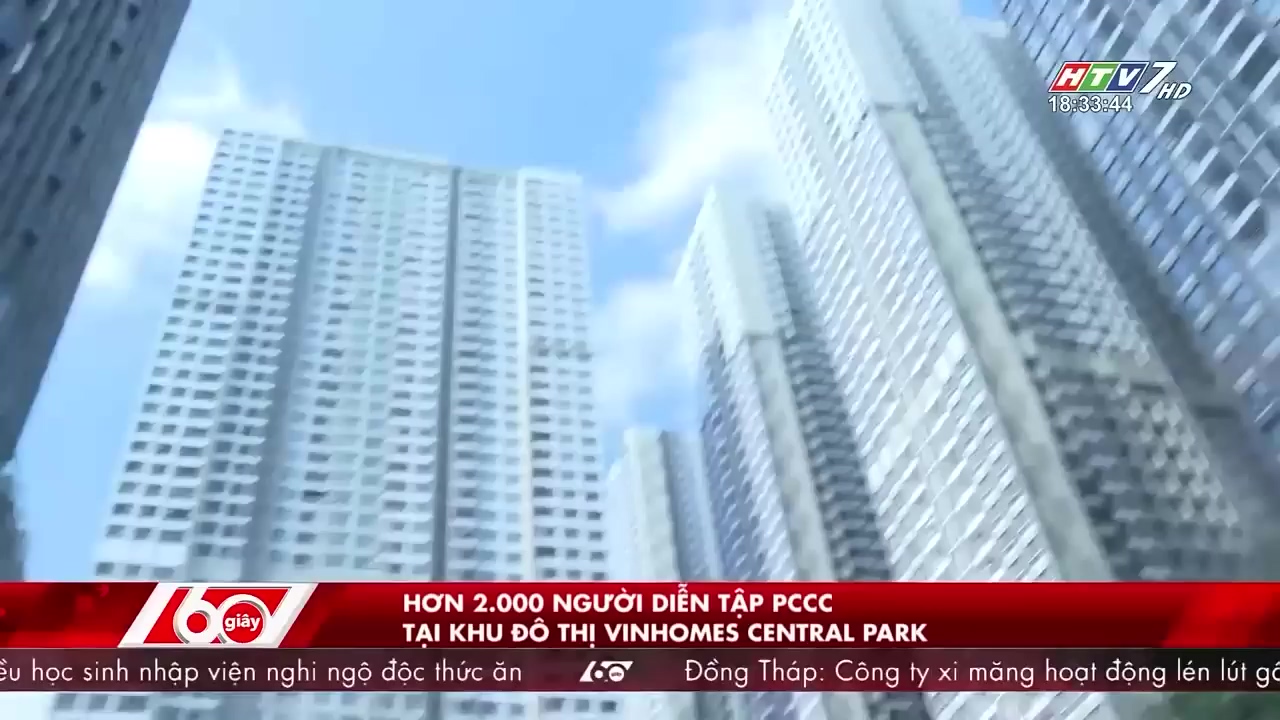 HTV7 HD
18:33:44
60 giây
HƠN 2.000 NGƯỜI DIỄN TẬP PCCC
TẠI KHU ĐÔ THỊ VINHOMES CENTRAL PARK
học sinh nhập viện nghi ngộ độc thức ăn 60 giây Đồng Tháp: Công ty xi măng hoạt động lén lút